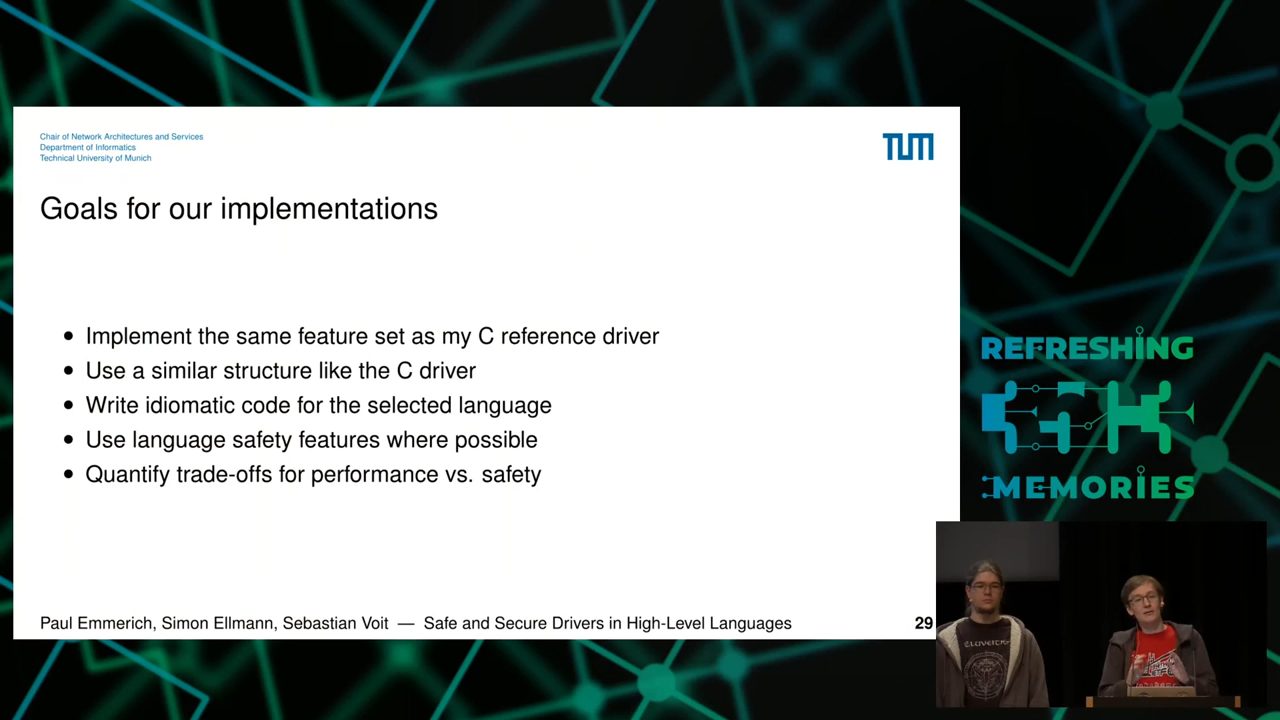 Chair of Network Architectures and Services
Department of Informatics
Technical University of Munich
TUM
Goals for our implementations
• Implement the same feature set as my C reference driver
• Use a similar structure like the C driver
• Write idiomatic code for the selected language
• Use language safety features where possible
• Quantify trade-offs for performance vs. safety
Paul Emmerich, Simon Ellmann, Sebastian Voit — Safe and Secure Drivers in High-Level Languages
29
REFRESHING
MEMORIES
ELUVEITIE